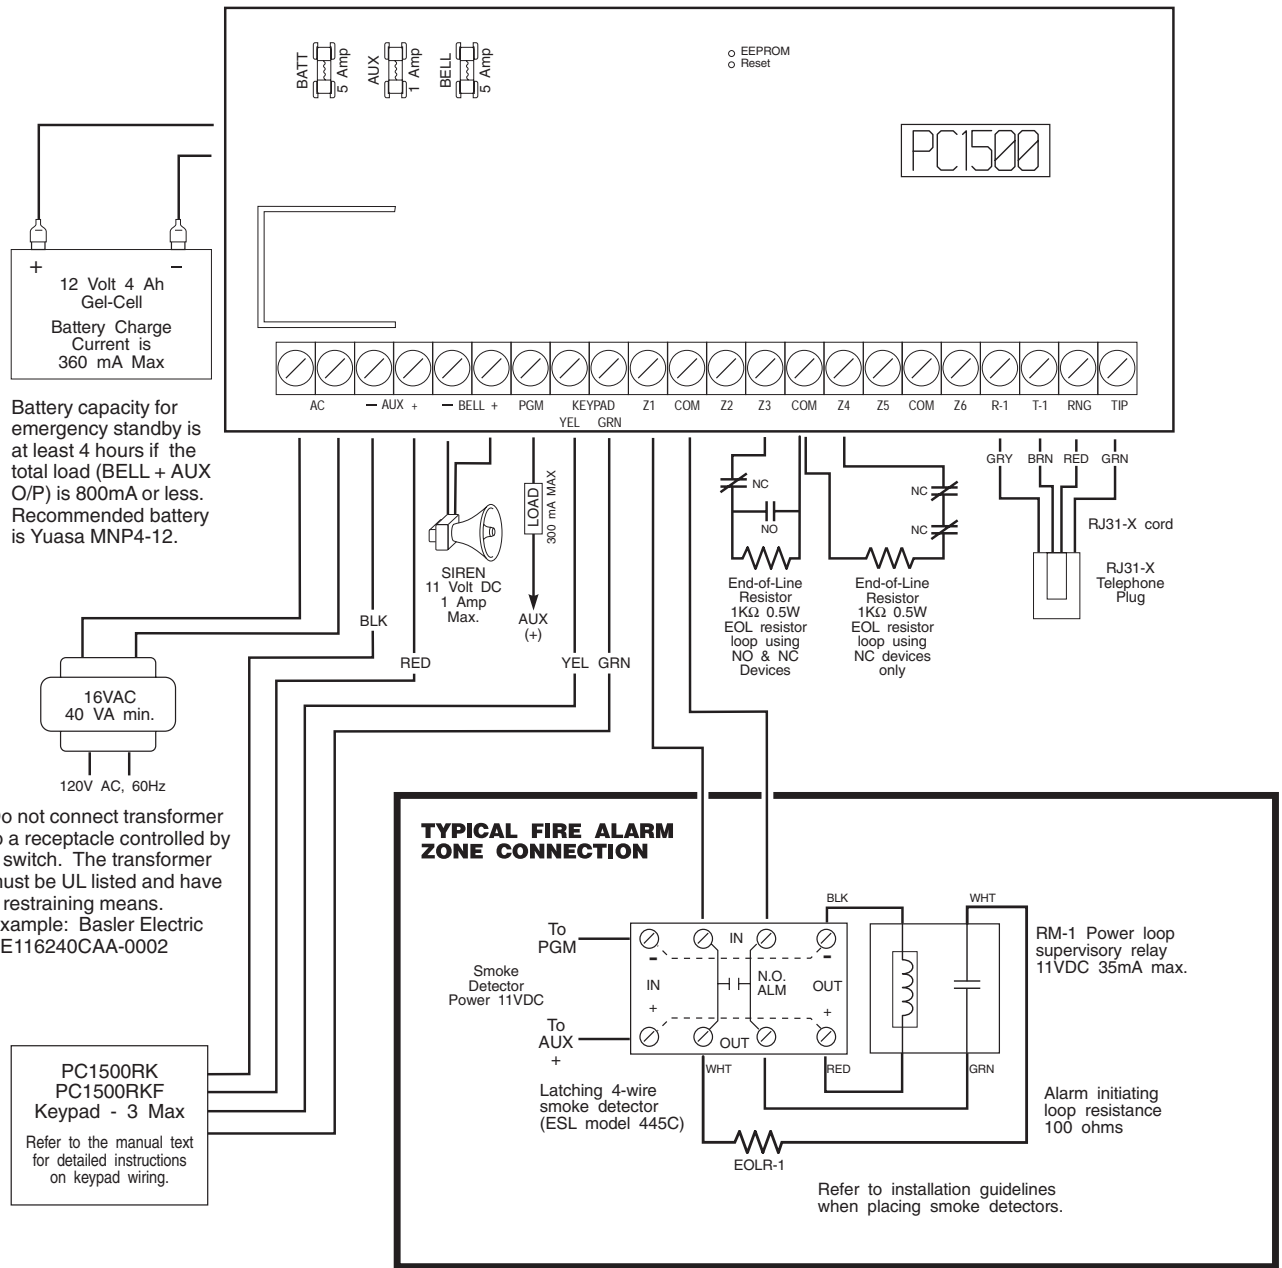 BATT
5 Amp
AUX
1 Amp
BELL
5 Amp
EEPROM
Reset
PC1500
+ −
12 Volt 4 Ah
Gel-Cell
Battery Charge
Current is
360 mA Max
AC − AUX + − BELL + PGM KEYPAD Z1 COM Z2 Z3 COM Z4 Z5 COM Z6 R-1 T-1 RNG TIP
YEL GRN
Battery capacity for
emergency standby is
at least 4 hours if the
total load (BELL + AUX
O/P) is 800mA or less.
Recommended battery
is Yuasa MNP4-12.
SIREN
11 Volt DC
1 Amp
Max.
LOAD
300 mA MAX
AUX
(+)
NC
NO
End-of-Line
Resistor
1KΩ 0.5W
EOL resistor
loop using
NO & NC
Devices
NC
NC
End-of-Line
Resistor
1KΩ 0.5W
EOL resistor
loop using
NC devices
only
GRY BRN RED GRN
RJ31-X cord
RJ31-X
Telephone
Plug
BLK
RED
YEL GRN
16VAC
40 VA min.
120V AC, 60Hz
o not connect transformer
o a receptacle controlled by
switch. The transformer
must be UL listed and have
restraining means.
xample: Basler Electric
E116240CAA-0002
PC1500RK
PC1500RKF
Keypad - 3 Max
Refer to the manual text
for detailed instructions
on keypad wiring.
TYPICAL FIRE ALARM
ZONE CONNECTION
To
PGM
Smoke
Detector
Power 11VDC
To
AUX
+
- IN -
IN N.O. OUT
ALM
+ +
OUT
BLK
WHT
RM-1 Power loop
supervisory relay
11VDC 35mA max.
WHT
RED
GRN
Latching 4-wire
smoke detector
(ESL model 445C)
Alarm initiating
loop resistance
100 ohms
EOLR-1
Refer to installation guidelines
when placing smoke detectors.